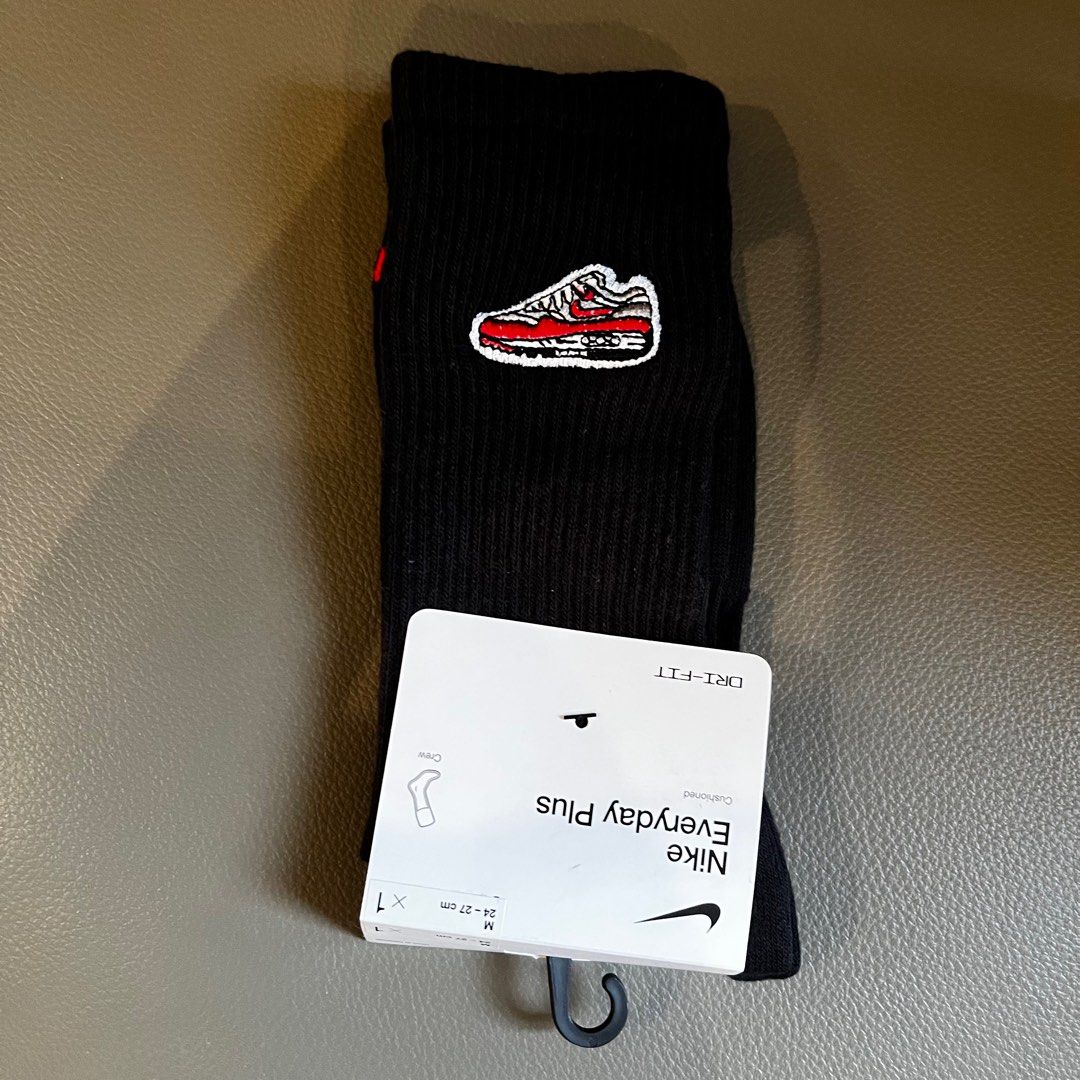 M
24 – 27 cm
× 1
Nike
Everyday Plus
Cushioned
Crew
DRI-FIT